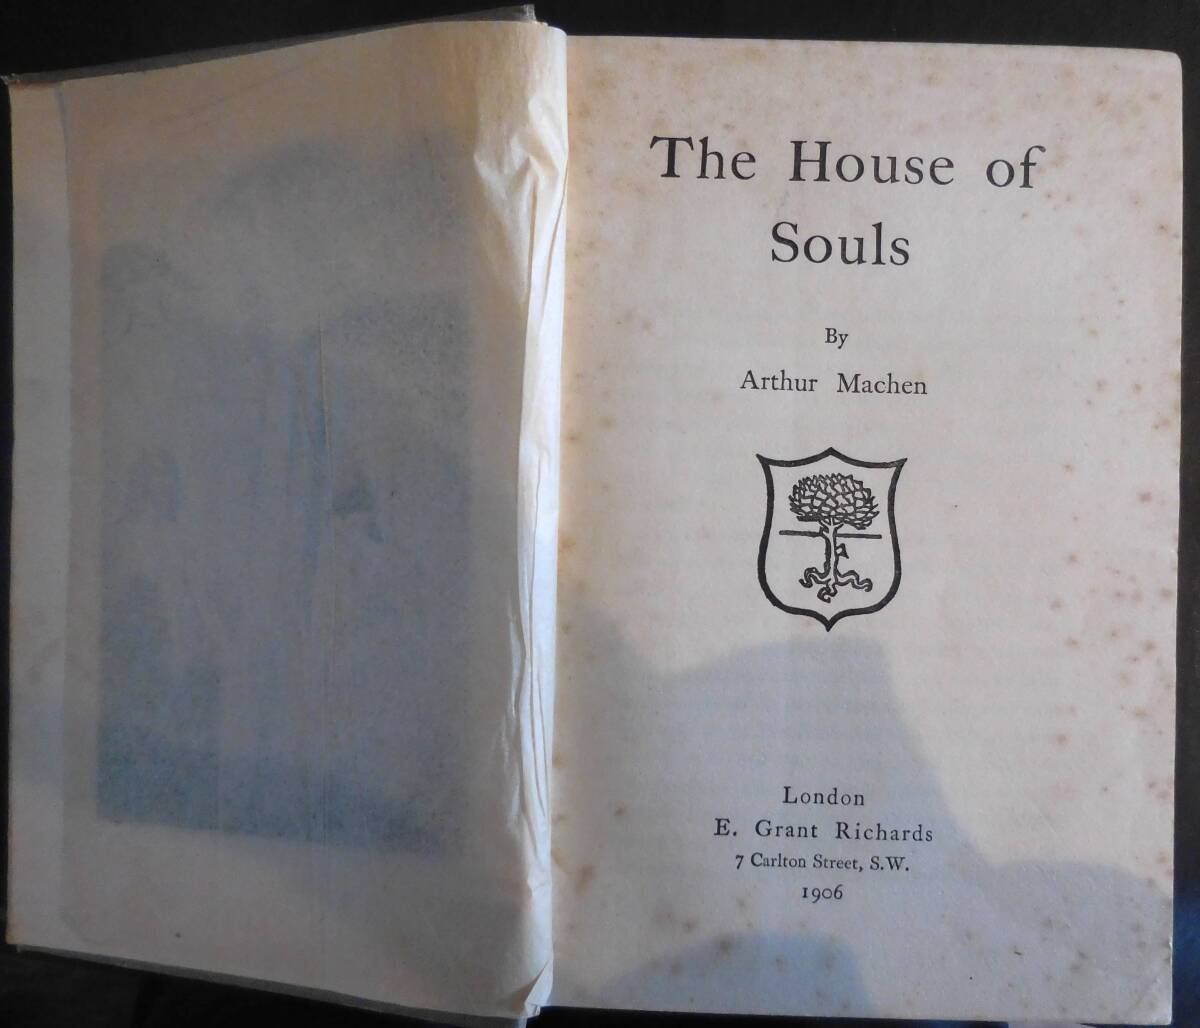 The House of
Souls
By
Arthur Machen
London
E. Grant Richards
7 Carlton Street, S.W.
1906